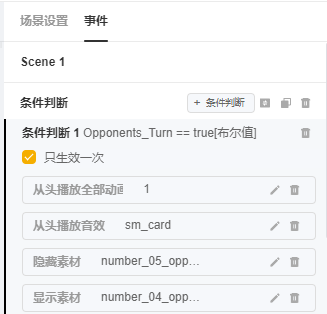 场景设置 事件
Scene 1
条件判断 + 条件判断
条件判断 1 Opponents_Turn == true[布尔值]
只生效一次
从头播放全部动画 1
从头播放音效 sm_card
隐藏素材 number_05_opp...
显示素材 number_04_opp...